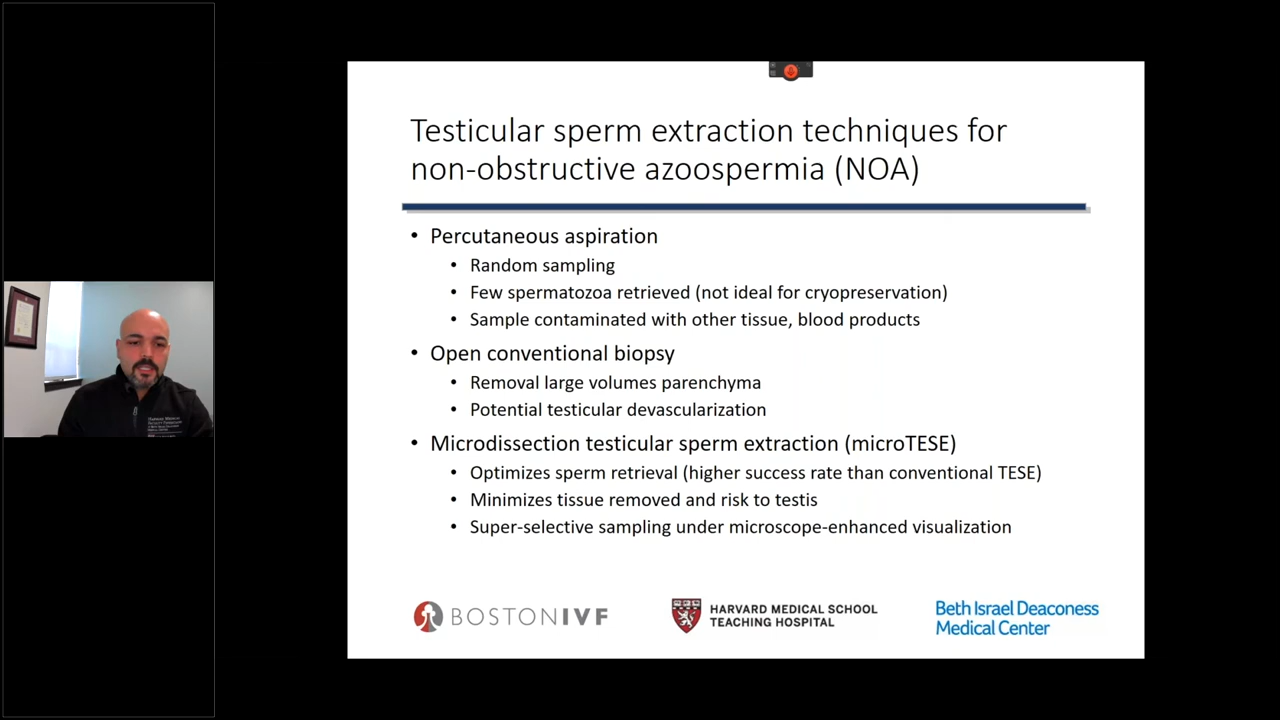 Testicular sperm extraction techniques for
non-obstructive azoospermia (NOA)
• Percutaneous aspiration
• Random sampling
• Few spermatozoa retrieved (not ideal for cryopreservation)
• Sample contaminated with other tissue, blood products
• Open conventional biopsy
• Removal large volumes parenchyma
• Potential testicular devascularization
• Microdissection testicular sperm extraction (microTESE)
• Optimizes sperm retrieval (higher success rate than conventional TESE)
• Minimizes tissue removed and risk to testis
• Super-selective sampling under microscope-enhanced visualization
BOSTONIVF
HARVARD MEDICAL SCHOOL
TEACHING HOSPITAL
Beth Israel Deaconess
Medical Center